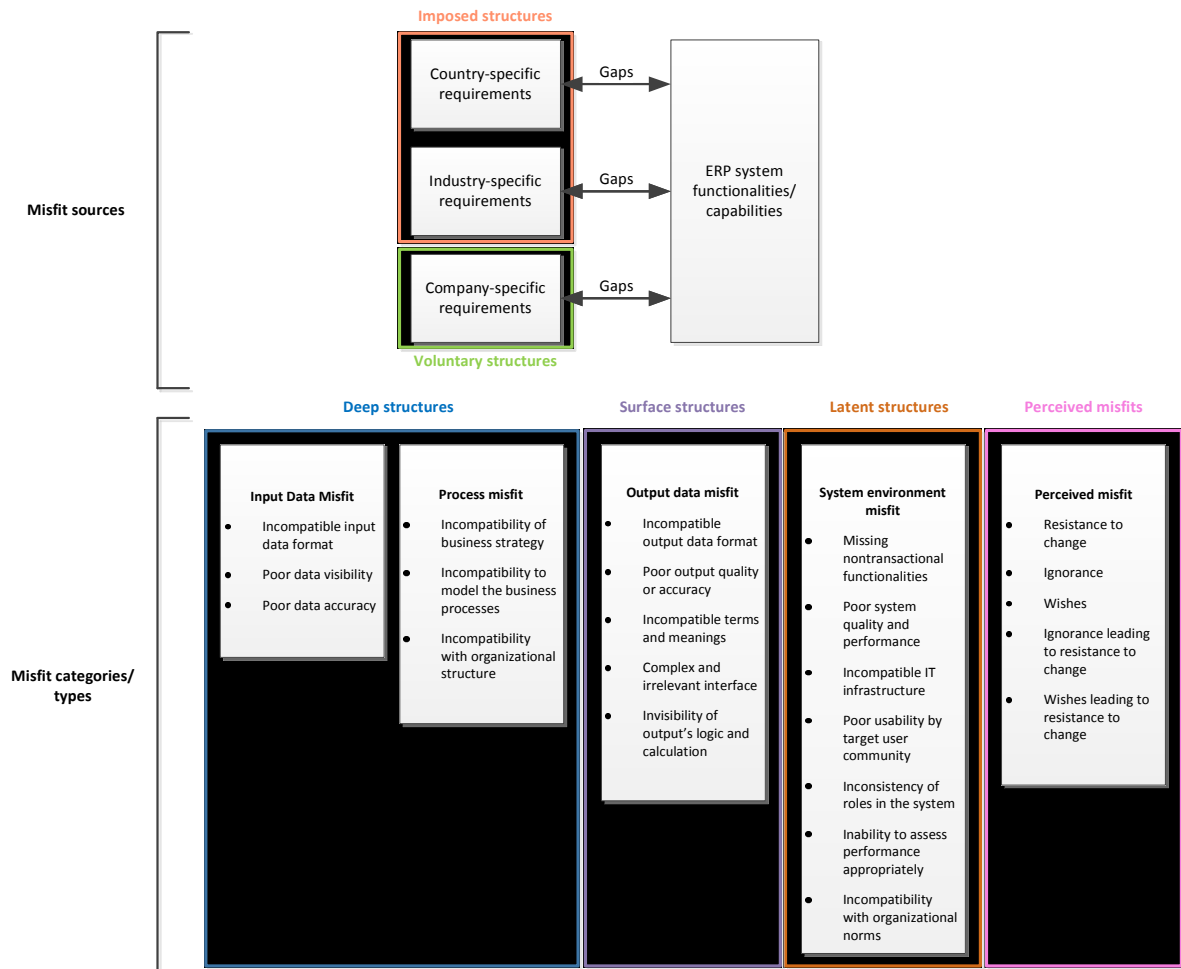 Imposed structures
Country-specific
requirements
Gaps
Industry-specific
requirements
Gaps
ERP system
functionalities/
capabilities
Misfit sources
Company-specific
requirements
Gaps
Voluntary structures
Deep structures
Surface structures
Latent structures
Perceived misfits
Misfit categories/
types
Input Data Misfit
• Incompatible input
data format
• Poor data visibility
• Poor data accuracy
Process misfit
• Incompatibility of
business strategy
• Incompatibility to
model the business
processes
• Incompatibility
with organizational
structure
Output data misfit
• Incompatible
output data format
• Poor output quality
or accuracy
• Incompatible terms
and meanings
• Complex and
irrelevant interface
• Invisibility of
output’s logic and
calculation
System environment
misfit
• Missing
nontransactional
functionalities
• Poor system
quality and
performance
• Incompatible IT
infrastructure
• Poor usability by
target user
community
• Inconsistency of
roles in the system
• Inability to assess
performance
appropriately
• Incompatibility
with organizational
norms
Perceived misfit
• Resistance to
change
• Ignorance
• Wishes
• Ignorance leading
to resistance to
change
• Wishes leading to
resistance to
change